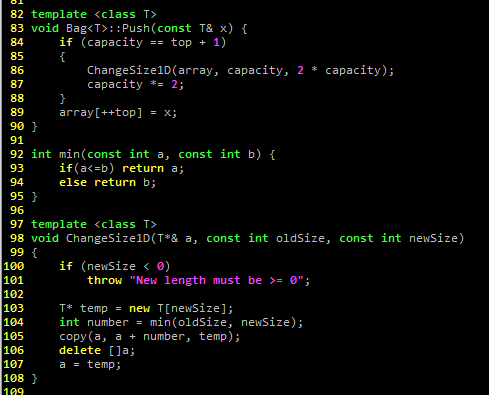 81
82 template <class T>
83 void Bag<T>::Push(const T& x) {
84     if (capacity == top + 1)
85     {
86         ChangeSize1D(array, capacity, 2 * capacity);
87         capacity *= 2;
88     }
89     array[++top] = x;
90 }
91
92 int min(const int a, const int b) {
93     if(a<=b) return a;
94     else return b;
95 }
96
97 template <class T>
98 void ChangeSize1D(T*& a, const int oldSize, const int newSize)
99 {
100     if (newSize < 0)
101         throw "New length must be >= 0";
102
103     T* temp = new T[newSize];
104     int number = min(oldSize, newSize);
105     copy(a, a + number, temp);
106     delete []a;
107     a = temp;
108 }
109